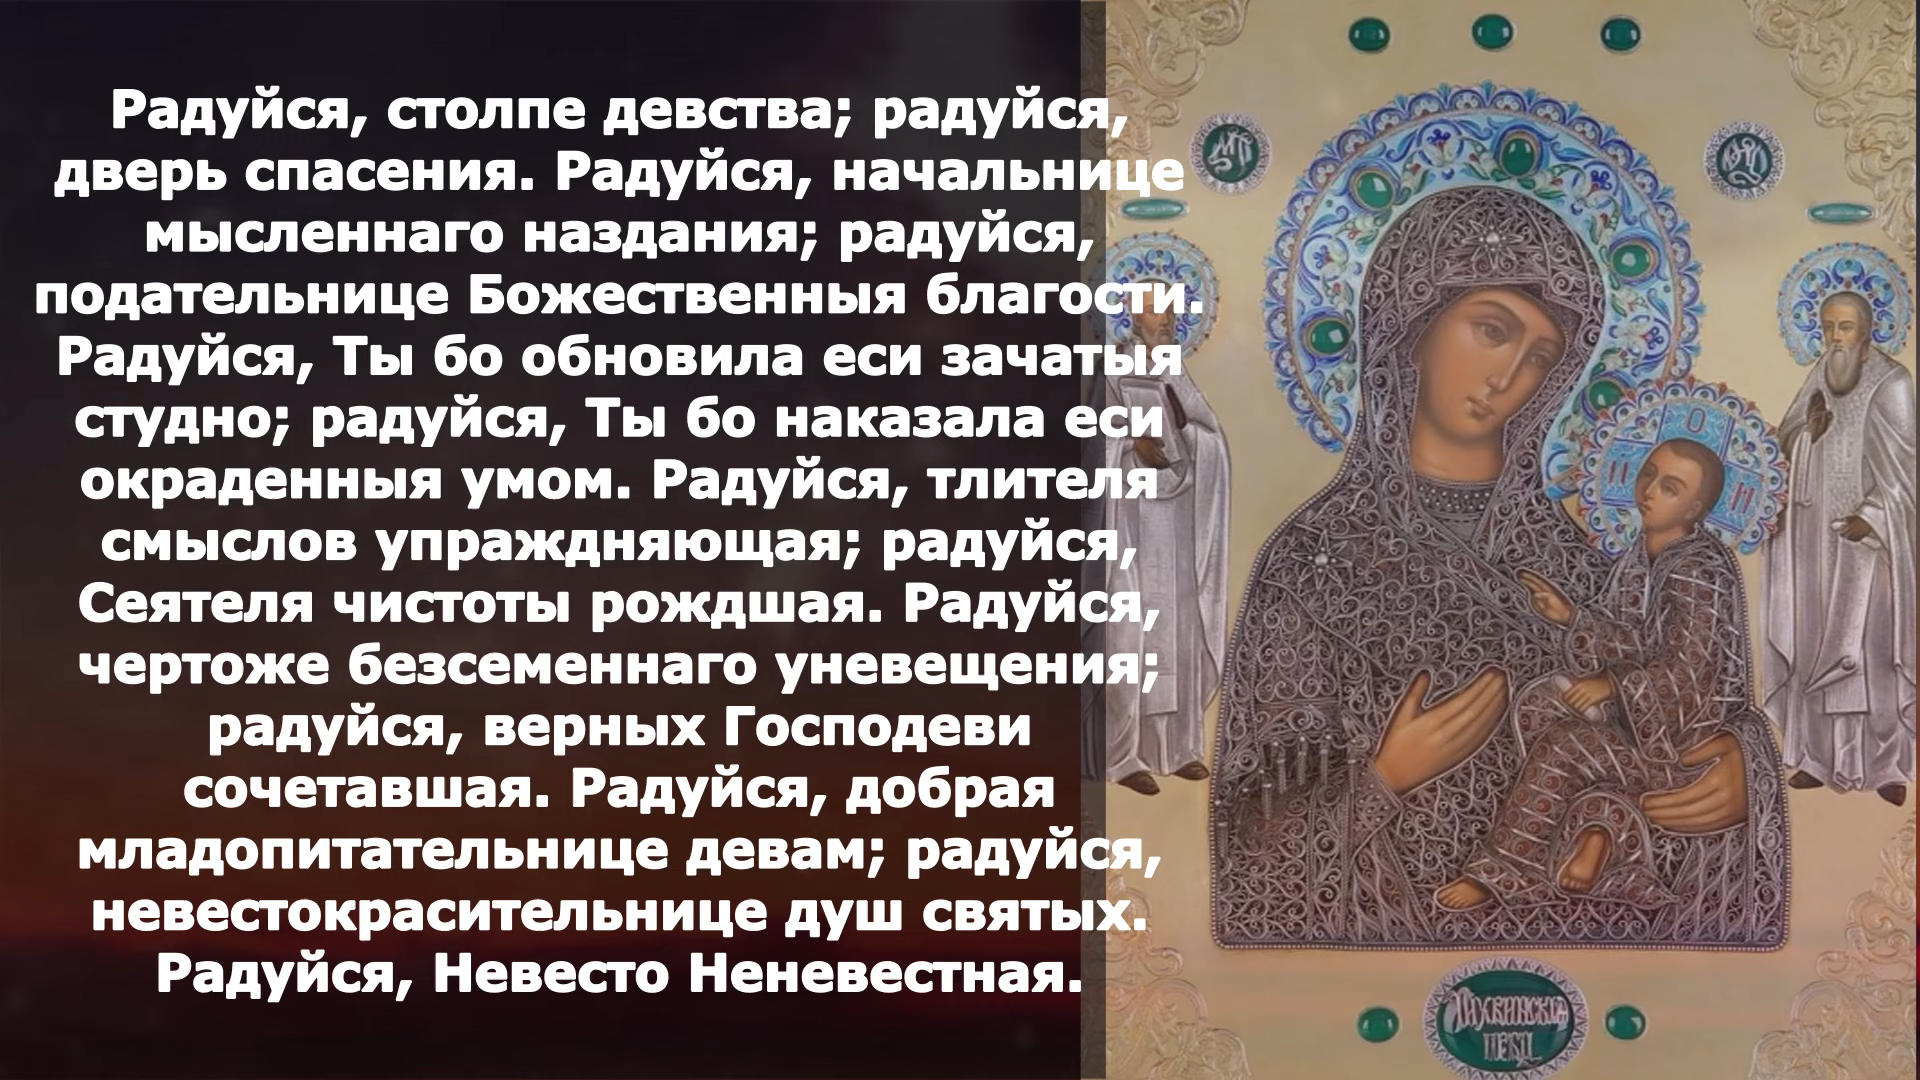 Радуйся, столпе девства; радуйся,
дверь спасения. Радуйся, начальнице
мысленнаго наздания; радуйся,
подательнице Божественныя благости.
Радуйся, Ты бо обновила еси зачатыя
студно; радуйся, Ты бо наказала еси
окраденныя умом. Радуйся, тлителя
смыслов упраждняющая; радуйся,
Сеятеля чистоты рождшая. Радуйся,
чертоже безсеменнаго уневещения;
радуйся, верных Господеви
сочетавшая. Радуйся, добрая
младопитательнице девам; радуйся,
невестокрасительнице душ святых.
Радуйся, Невесто Неневестная.